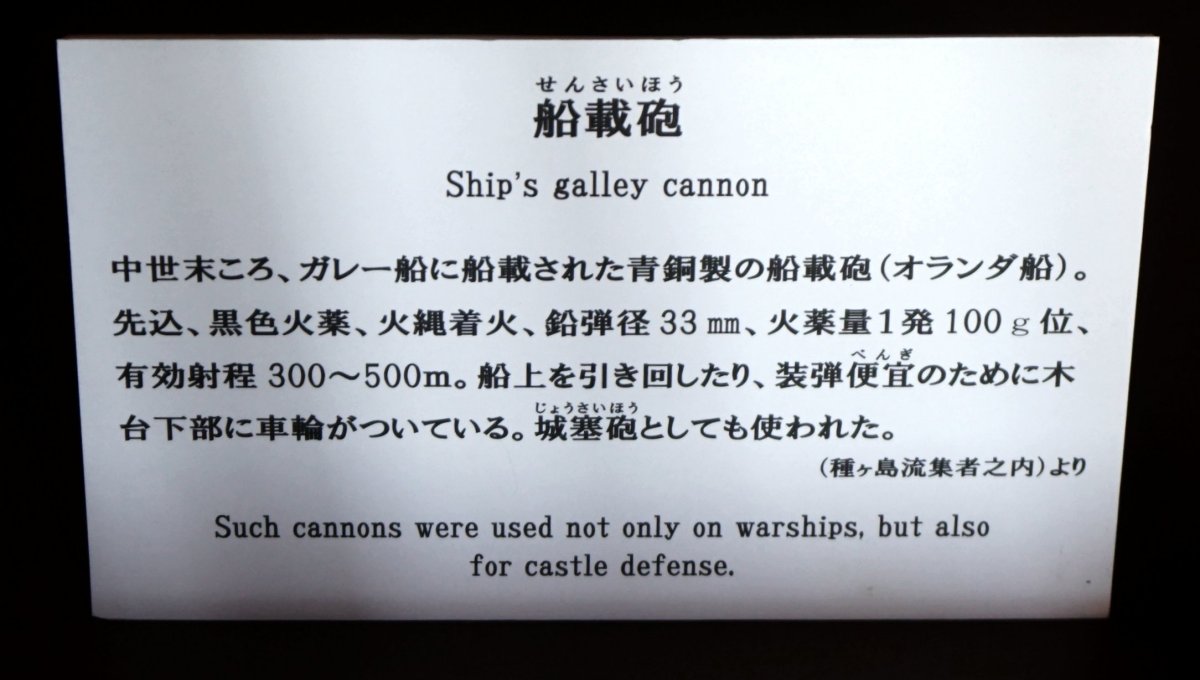 せんさいほう
船載砲
Ship's galley cannon
中世末ころ、ガレー船に船載された青銅製の船載砲(オランダ船)。
先込、黒色火薬、火縄着火、鉛弾径33㎜、火薬量1発100g位、
べんぎ
有効射程300～500m。船上を引き回したり、装弾便宜のために木
じょうさいほう
台下部に車輪がついている。城塞砲としても使われた。
(種ヶ島流集者之内)より
Such cannons were used not only on warships, but also
for castle defense.